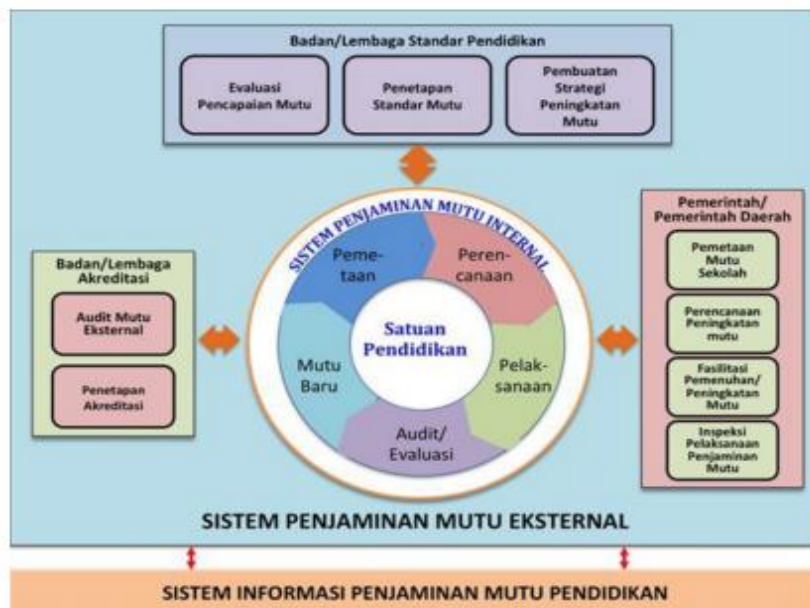 Badan/Lembaga Standar Pendidikan
Evaluasi
Pencapaian Mutu
Penetapan
Standar Mutu
Pembuatan
Strategi
Peningkatan
Mutu
Badan/Lembaga
Akreditasi
Audit Mutu
Eksternal
Penetapan
Akreditasi
SISTEM PENJAMINAN MUTU INTERNAL
Peme-
taan
Peren-
canaan
Satuan
Pendidikan
Mutu
Baru
Pelak-
sanaan
Audit/
Evaluasi
Pemerintah/
Pemerintah Daerah
Pemetaan
Mutu
Sekolah
Perencanaan
Peningkatan
mutu
Fasilitasi
Pemenuhan/
Peningkatan
Mutu
Inspeksi
Pelaksanaan
Penjaminan
Mutu
SISTEM PENJAMINAN MUTU EKSTERNAL
SISTEM INFORMASI PENJAMINAN MUTU PENDIDIKAN